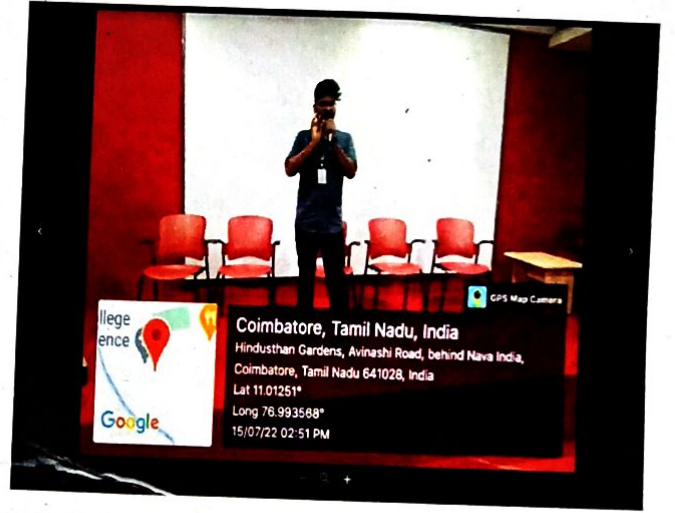 GPS Map Camera
llege
ence
Google
Coimbatore, Tamil Nadu, India
Hindusthan Gardens, Avinashi Road, behind Nava India,
Coimbatore, Tamil Nadu 641028, India
Lat 11.01251°
Long 76.993568°
15/07/22 02:51 PM